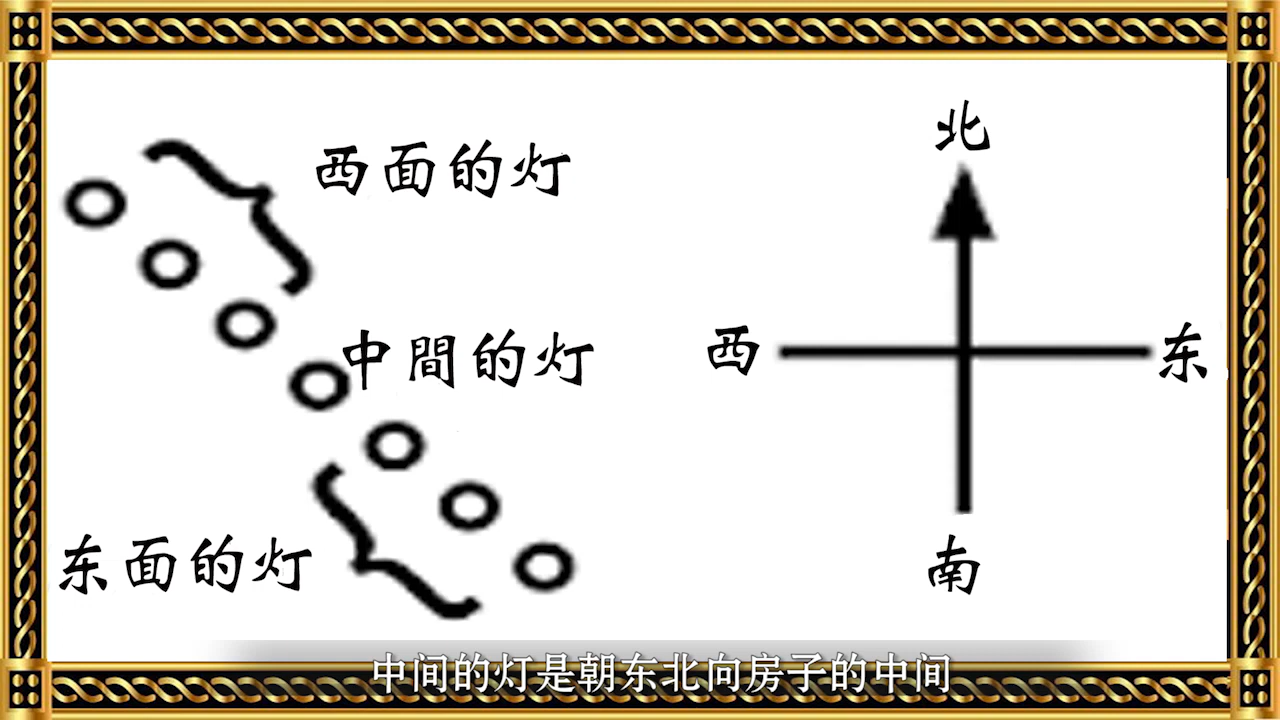 北
西面的灯
中間的灯
西
东
东面的灯
南
中间的灯是朝东北向房子的中间